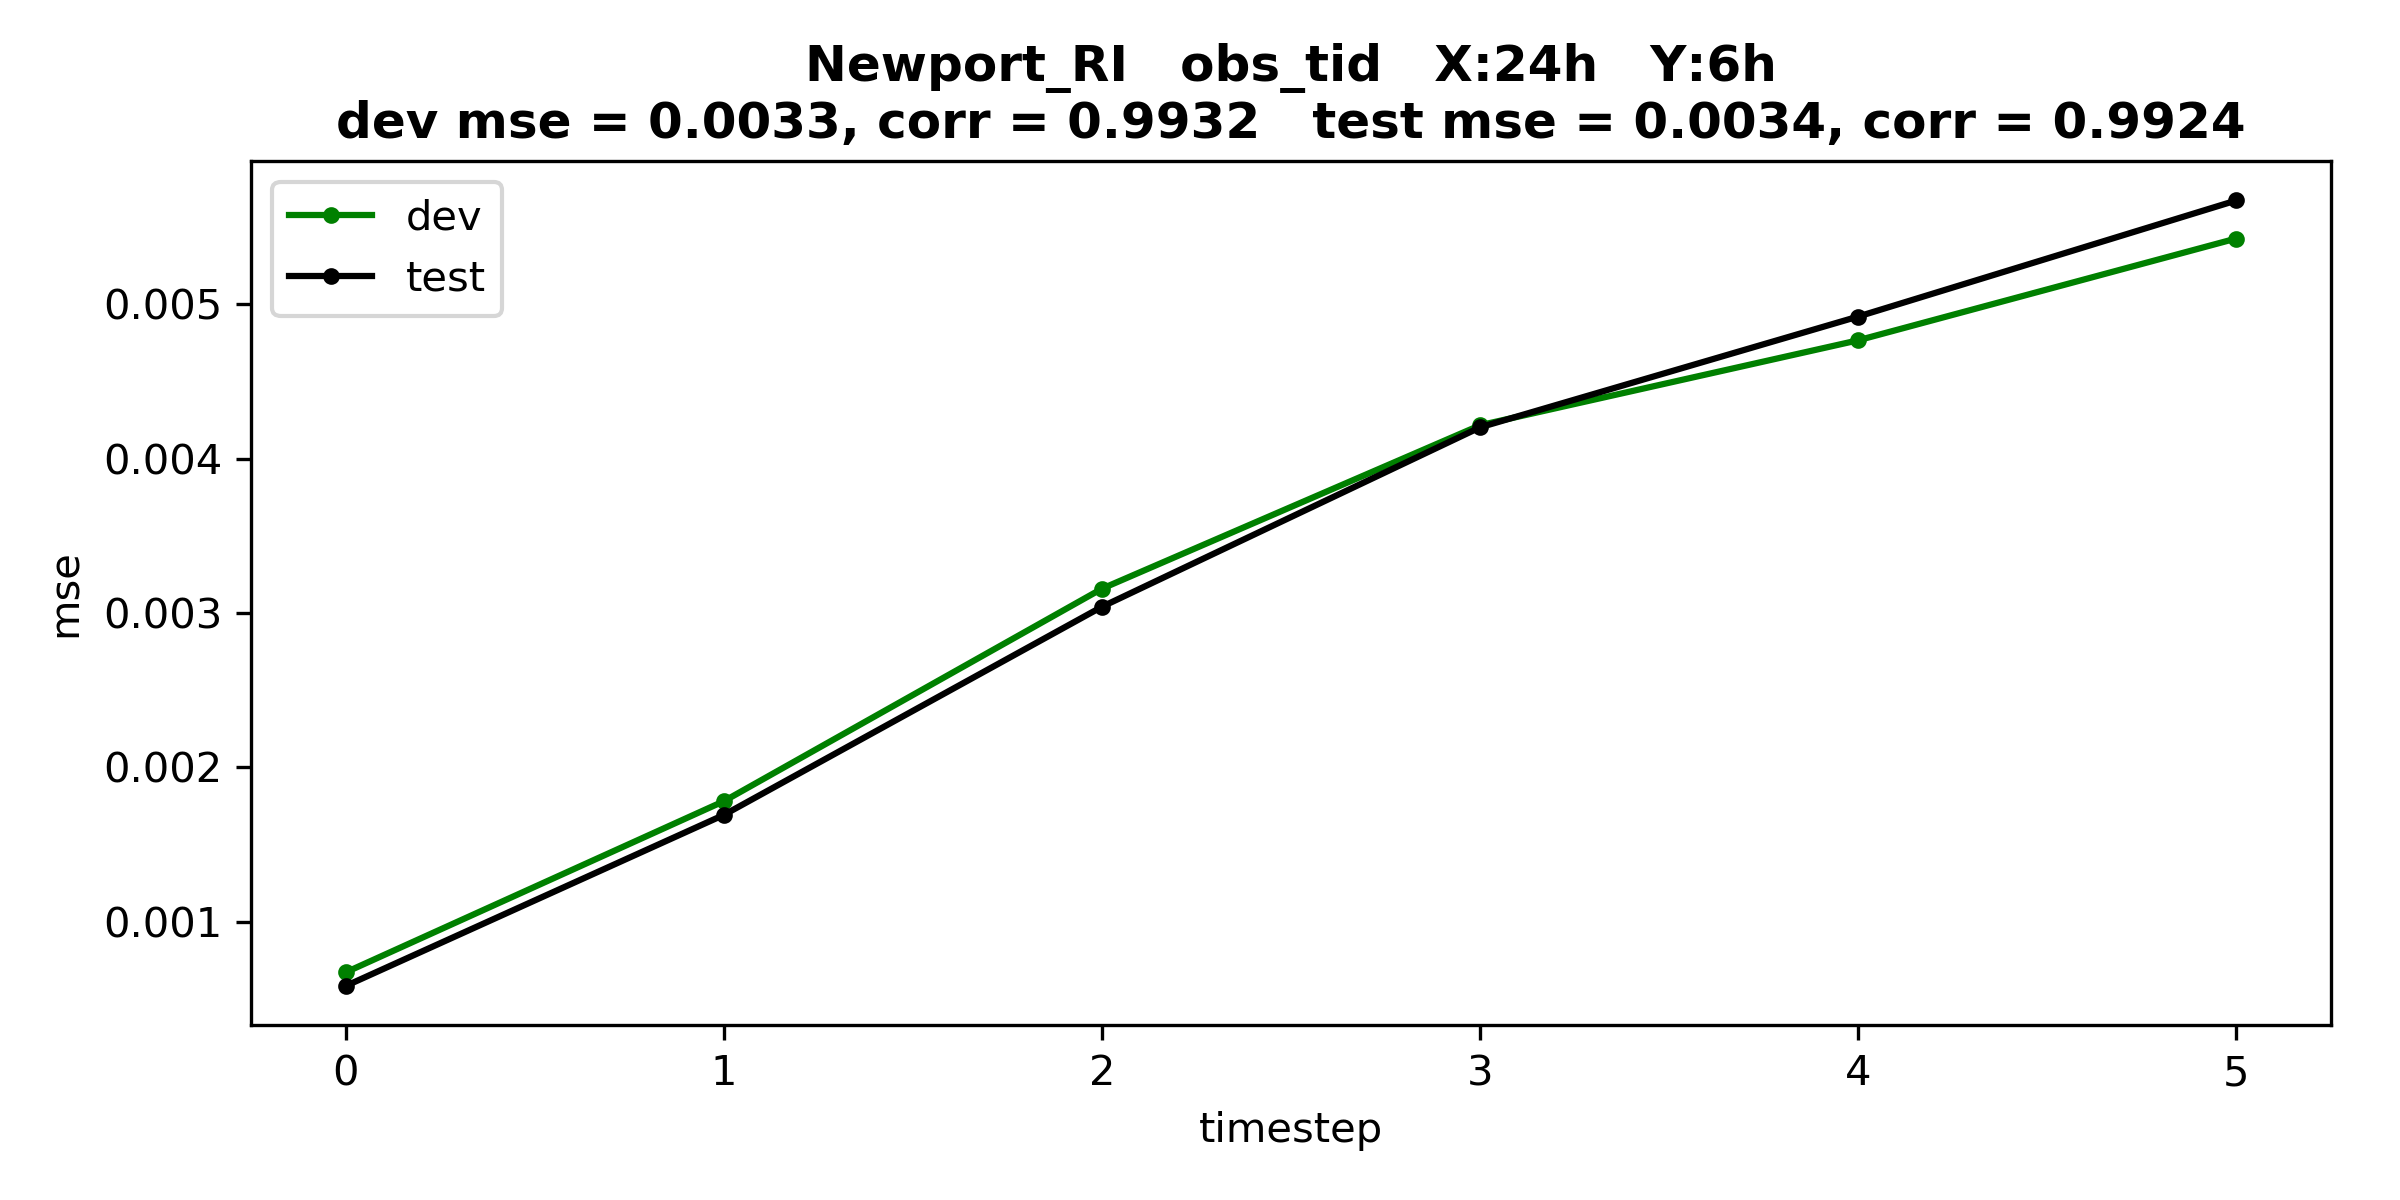 Newport_RI   obs_tid   X:24h   Y:6h
dev mse = 0.0033, corr = 0.9932   test mse = 0.0034, corr = 0.9924
dev
test
0.005
0.004
0.003
0.002
0.001
mse
0 1 2 3 4 5
timestep